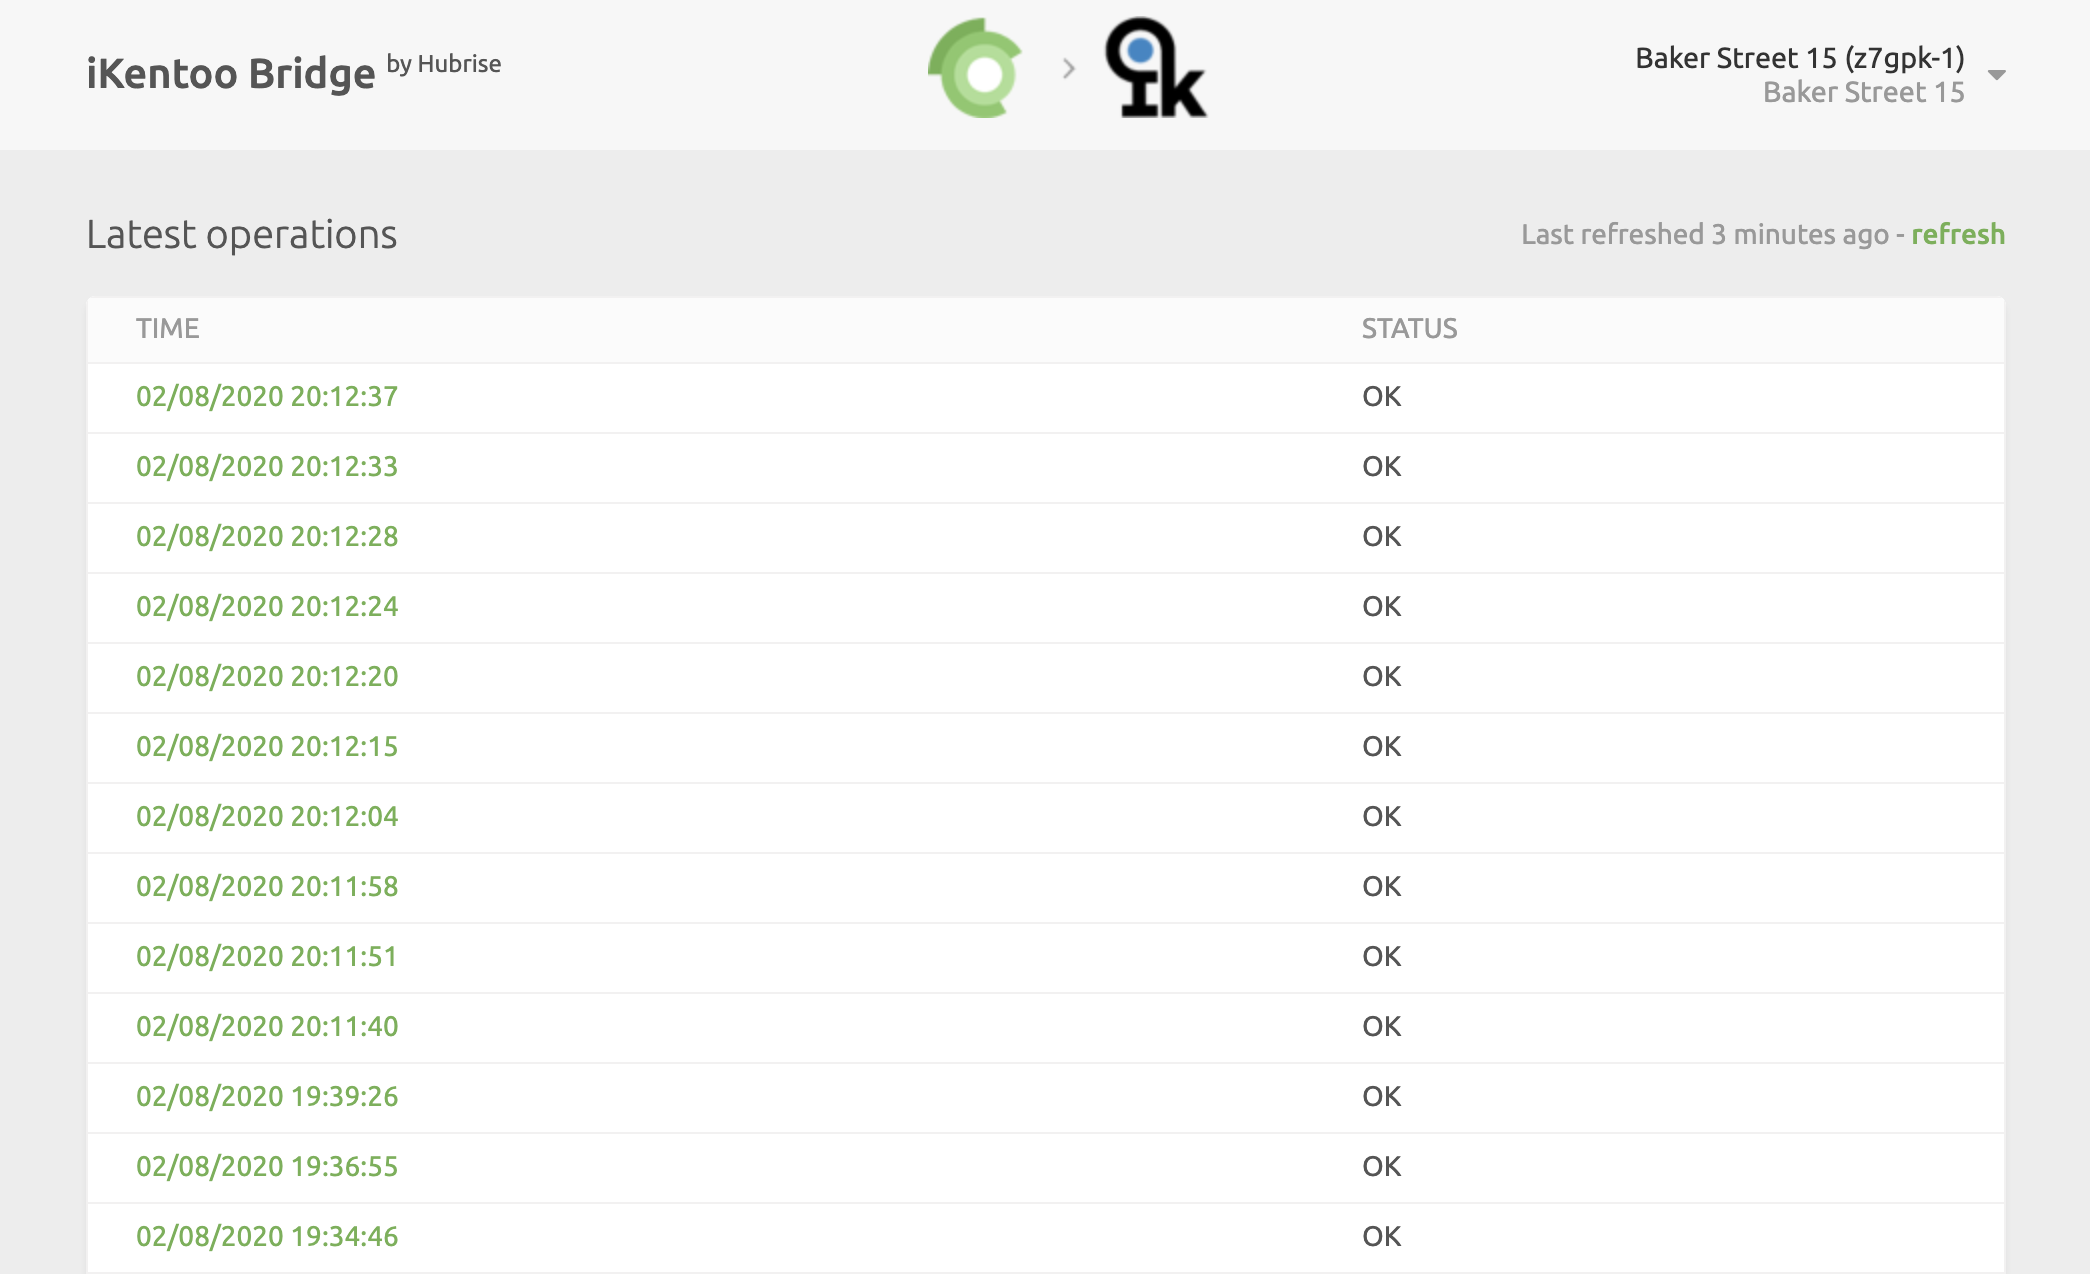 iKentoo Bridge by Hubrise
ik
Baker Street 15 (z7gpk-1)
Baker Street 15
Latest operations
Last refreshed 3 minutes ago - refresh
TIME STATUS
02/08/2020 20:12:37 OK
02/08/2020 20:12:33 OK
02/08/2020 20:12:28 OK
02/08/2020 20:12:24 OK
02/08/2020 20:12:20 OK
02/08/2020 20:12:15 OK
02/08/2020 20:12:04 OK
02/08/2020 20:11:58 OK
02/08/2020 20:11:51 OK
02/08/2020 20:11:40 OK
02/08/2020 19:39:26 OK
02/08/2020 19:36:55 OK
02/08/2020 19:34:46 OK